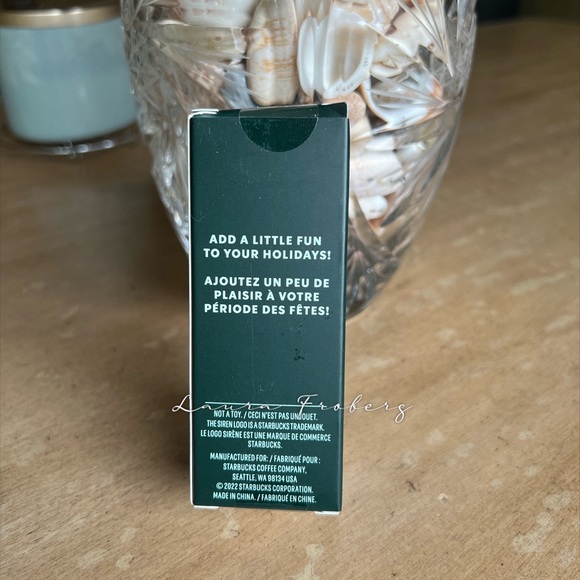 ADD A LITTLE FUN
TO YOUR HOLIDAYS!
AJOUTEZ UN PEU DE
PLAISIR À VOTRE
PÉRIODE DES FÊTES!
Laura Froberg
NOT A TOY. / CECI N'EST PAS UN JOUET.
THE SIREN LOGO IS A STARBUCKS TRADEMARK.
LE LOGO SIRÈNE EST UNE MARQUE DE COMMERCE
STARBUCKS.
MANUFACTURED FOR: / FABRIQUÉ POUR :
STARBUCKS COFFEE COMPANY,
SEATTLE, WA 98134 USA
© 2022 STARBUCKS CORPORATION.
MADE IN CHINA. / FABRIQUÉ EN CHINE.